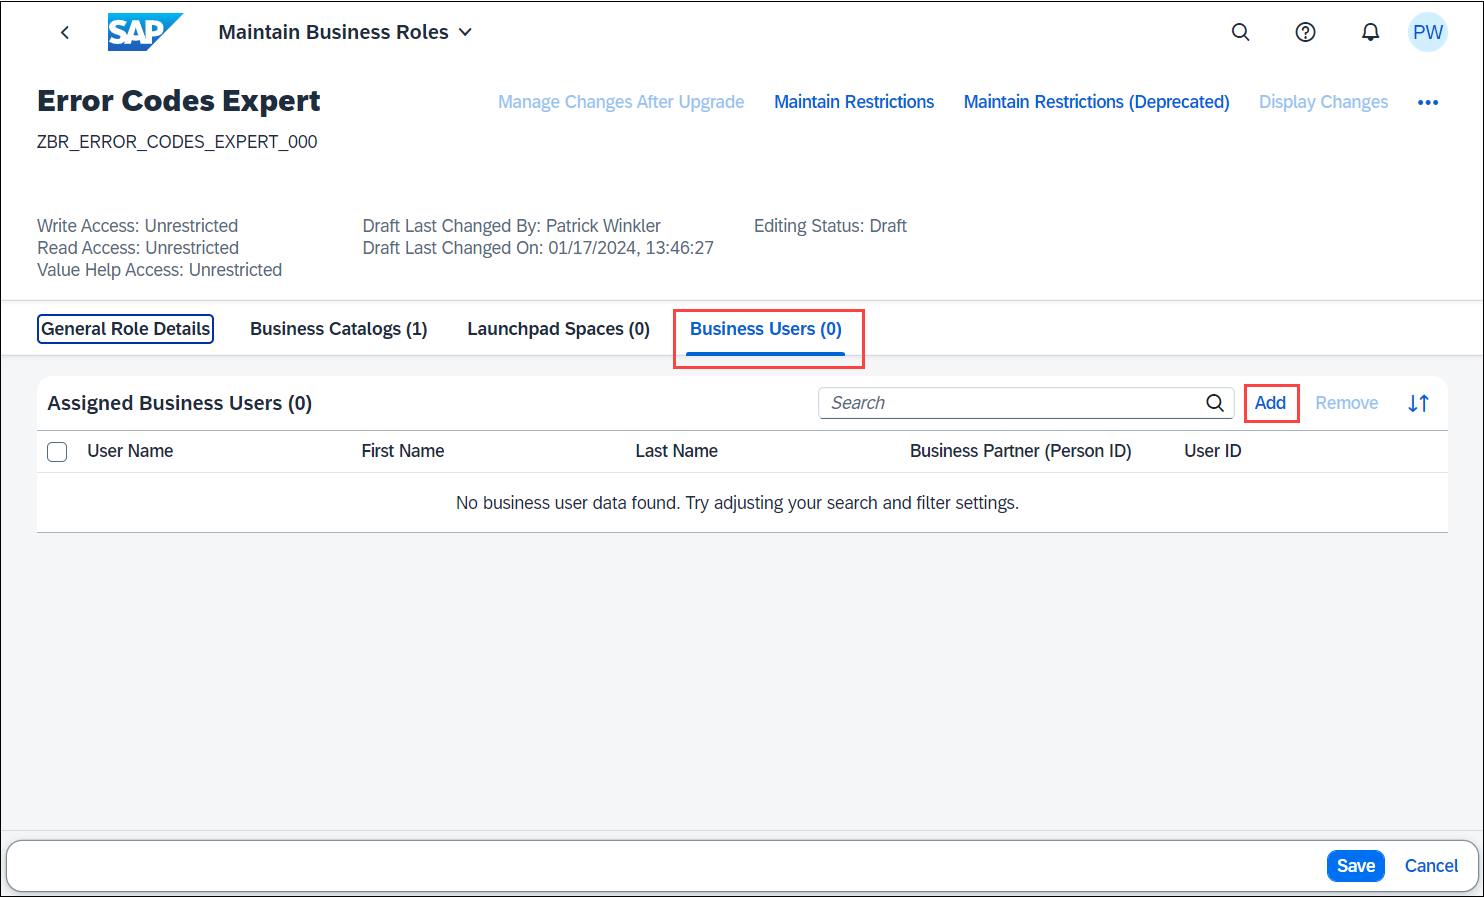 SAP
Maintain Business Roles
PW
Error Codes Expert
Manage Changes After Upgrade
Maintain Restrictions
Maintain Restrictions (Deprecated)
Display Changes
ZBR_ERROR_CODES_EXPERT_000
Write Access: Unrestricted
Read Access: Unrestricted
Value Help Access: Unrestricted
Draft Last Changed By: Patrick Winkler
Draft Last Changed On: 01/17/2024, 13:46:27
Editing Status: Draft
General Role Details
Business Catalogs (1)
Launchpad Spaces (0)
Business Users (0)
Assigned Business Users (0)
Search
Add
Remove
User Name
First Name
Last Name
Business Partner (Person ID)
User ID
No business user data found. Try adjusting your search and filter settings.
Save
Cancel